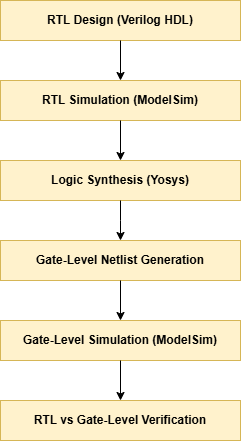 RTL Design (Verilog HDL)
RTL Simulation (ModelSim)
Logic Synthesis (Yosys)
Gate-Level Netlist Generation
Gate-Level Simulation (ModelSim)
RTL vs Gate-Level Verification